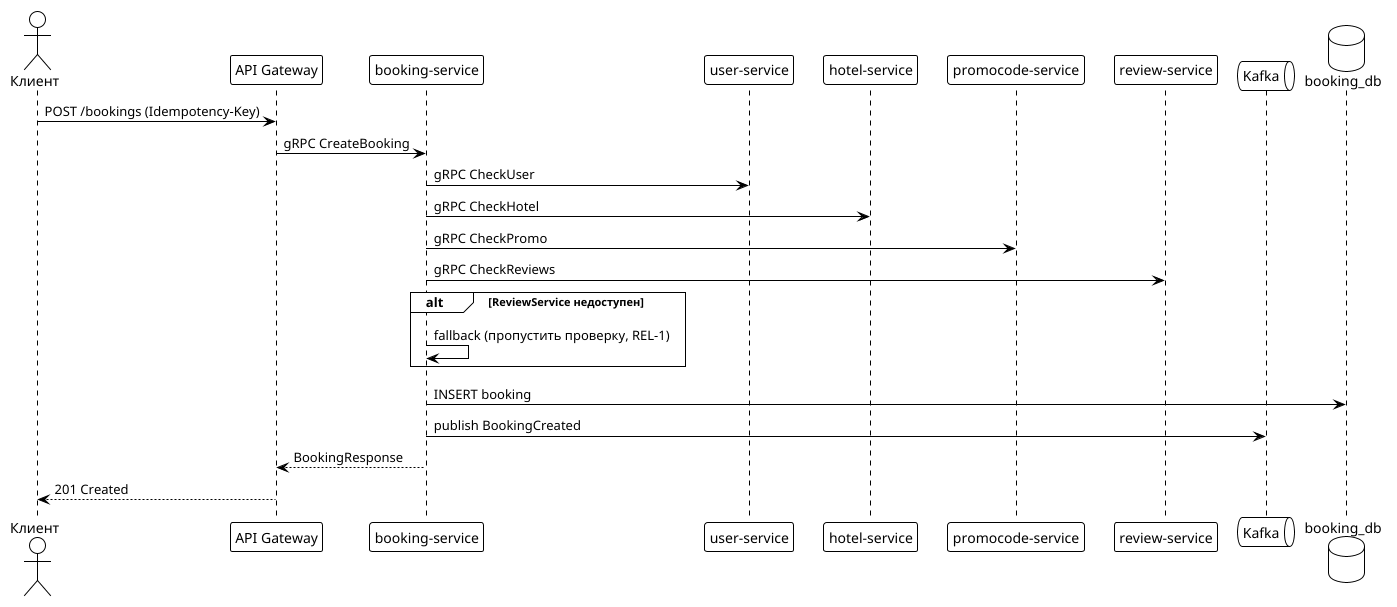 Клиент
API Gateway
booking-service
user-service
hotel-service
promocode-service
review-service
Kafka
booking_db
POST /bookings (Idempotency-Key)
gRPC CreateBooking
gRPC CheckUser
gRPC CheckHotel
gRPC CheckPromo
gRPC CheckReviews
alt [ReviewService недоступен]
fallback (пропустить проверку, REL-1)
INSERT booking
publish BookingCreated
BookingResponse
201 Created
Клиент
API Gateway
booking-service
user-service
hotel-service
promocode-service
review-service
Kafka
booking_db